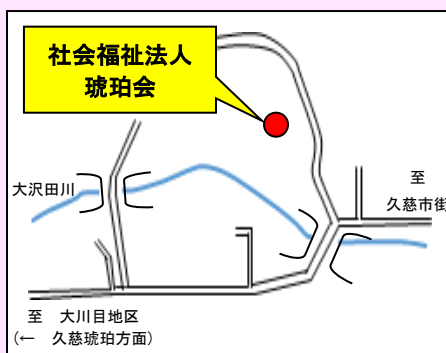 社会福祉法人
琥珀会
大沢田川
至
久慈市街
至 大川目地区
(← 久慈琥珀方面)